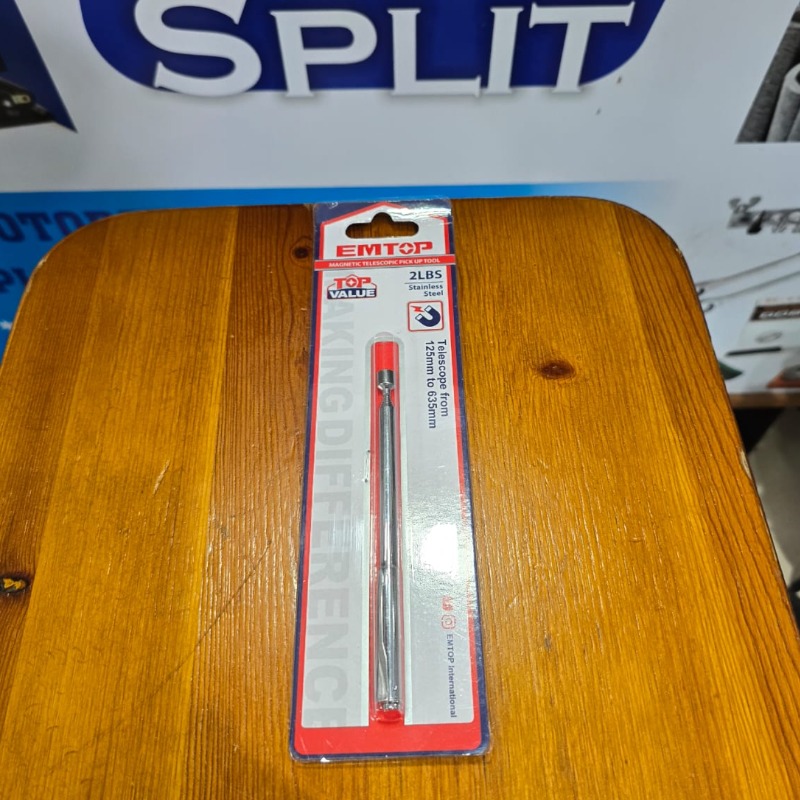 SPLIT
EMTOP
MAGNETIC TELESCOPIC PICK UP TOOL
TOP
VALUE
2LBS
Stainless
Steel
Telescope from
125mm to 635mm
AKING DIFFERENCE
EMTOP International